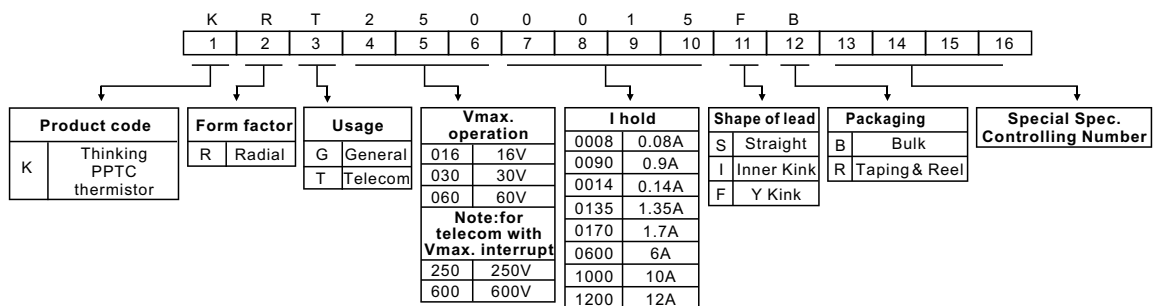 K R T 2 5 0 0 0 1 5 F B
1 2 3 4 5 6 7 8 9 10 11 12 13 14 15 16
Product code
K Thinking PPTC thermistor
Form factor
R Radial
Usage
G General
T Telecom
Vmax. operation
016 16V
030 30V
060 60V
Note:for telecom with Vmax. interrupt
250 250V
600 600V
I hold
0008 0.08A
0090 0.9A
0014 0.14A
0135 1.35A
0170 1.7A
0600 6A
1000 10A
1200 12A
Shape of lead
S Straight
I Inner Kink
F Y Kink
Packaging
B Bulk
R Taping & Reel
Special Spec. Controlling Number